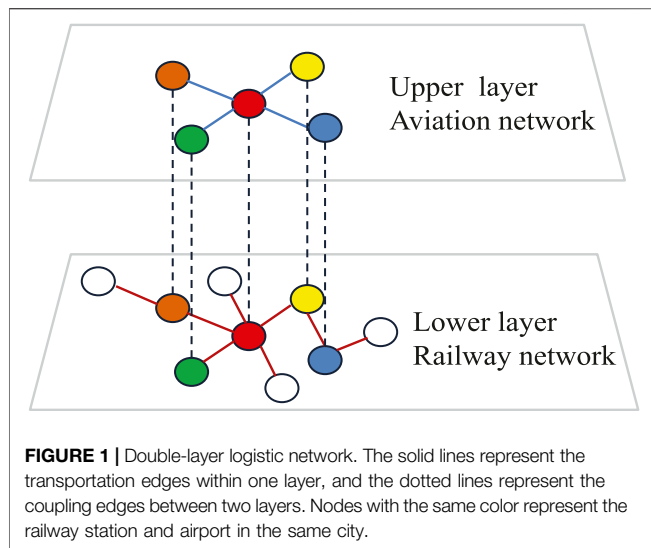 Upper layer
Aviation network
Lower layer
Railway network
FIGURE 1 | Double-layer logistic network. The solid lines represent the
transportation edges within one layer, and the dotted lines represent the
coupling edges between two layers. Nodes with the same color represent the
railway station and airport in the same city.